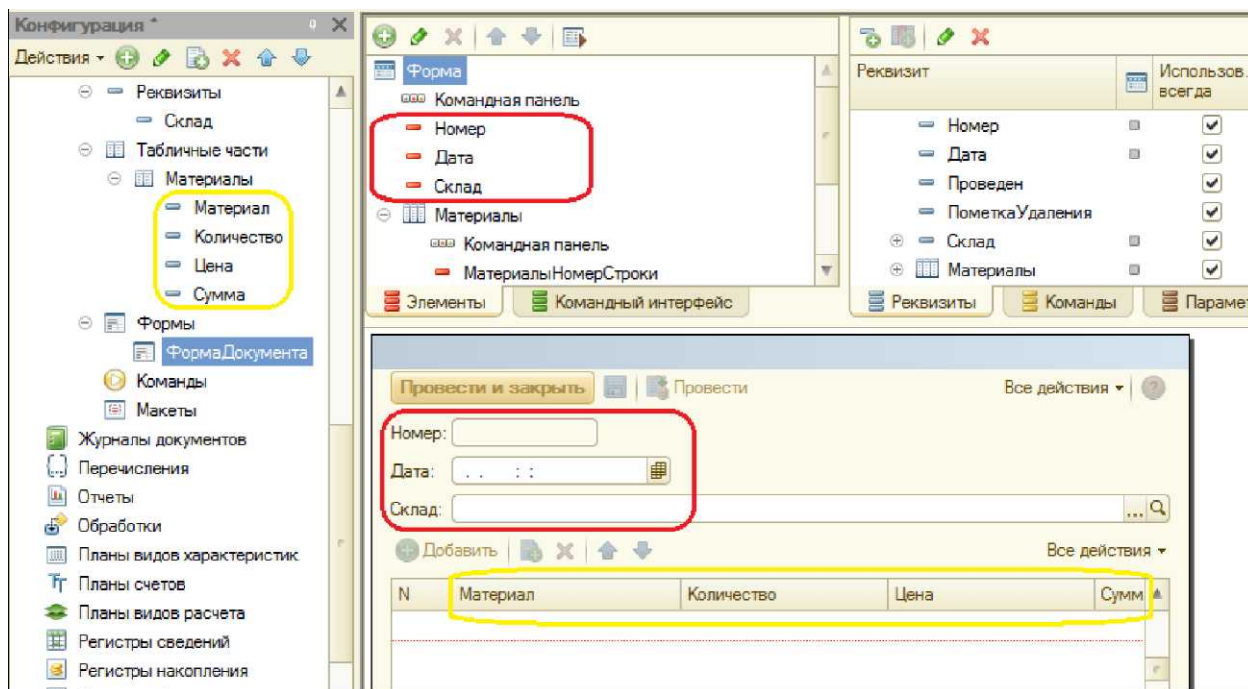 Конфигурация *
Действия
Реквизиты
Склад
Табличные части
Материалы
Материал
Количество
Цена
Сумма
Формы
ФормаДокумента
Команды
Макеты
Журналы документов
Перечисления
Отчеты
Обработки
Планы видов характеристик
Планы счетов
Планы видов расчета
Регистры сведений
Регистры накопления
Форма
Командная панель
Номер
Дата
Склад
Материалы
Командная панель
МатериалыНомерСтроки
Элементы Командный интерфейс
Реквизит Использов. всегда
Номер
Дата
Проведен
ПометкаУдаления
Склад
Материалы
Реквизиты Команды Парамет
Провести и закрыть Провести Все действия
Номер:
Дата: . . : :
Склад:
Добавить Все действия
N Материал Количество Цена Сумм